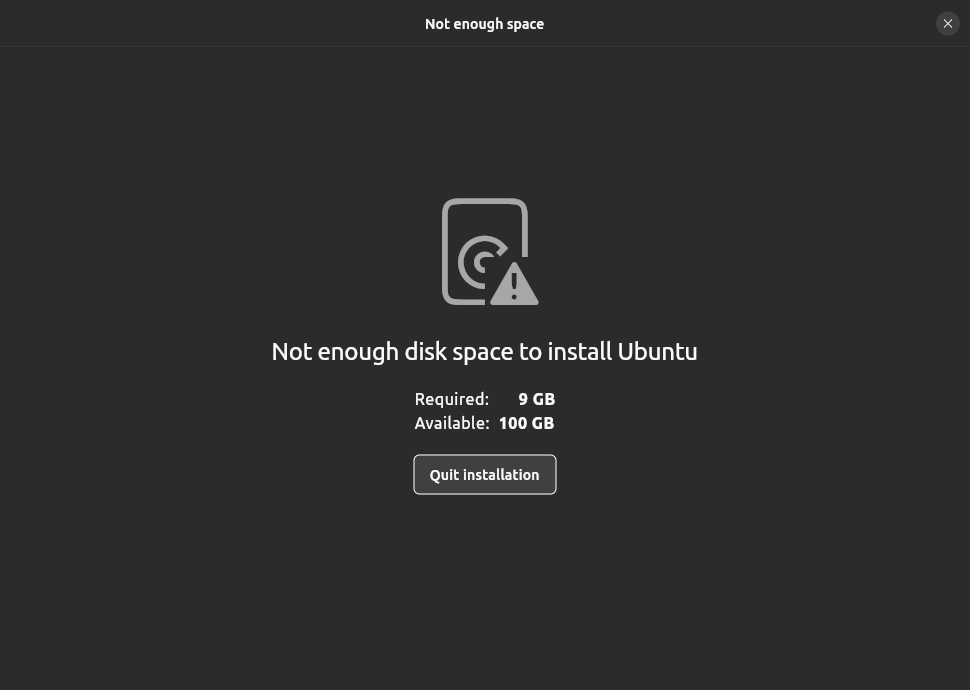 Not enough space
Not enough disk space to install Ubuntu
Required: 9 GB
Available: 100 GB
Quit installation